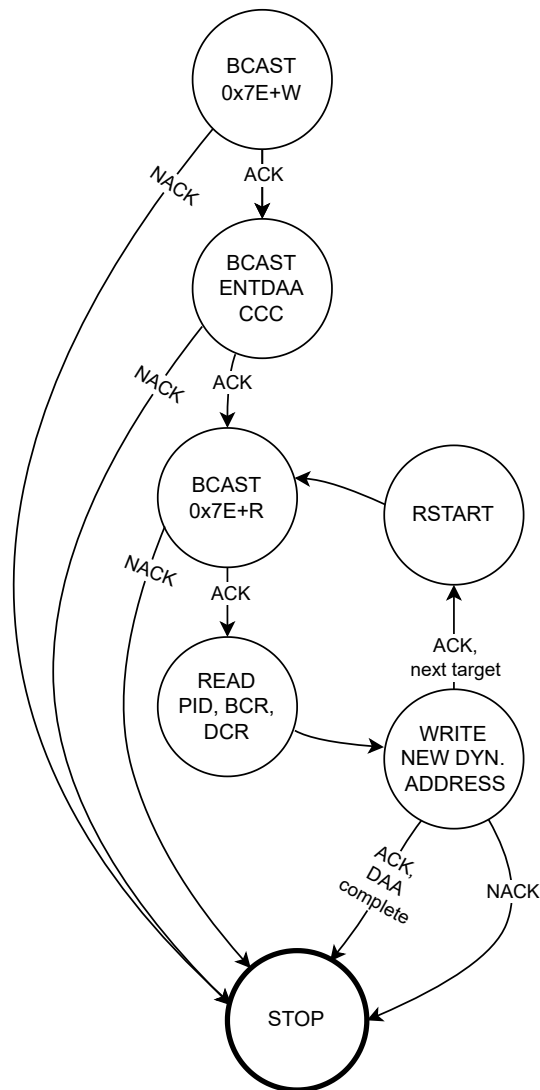 BCAST
0x7E+W
NACK
ACK
BCAST
ENTDAA
CCC
NACK
ACK
BCAST
0x7E+R
RSTART
NACK
ACK
ACK,
next target
READ
PID, BCR,
DCR
WRITE
NEW DYN.
ADDRESS
ACK,
DAA
complete
NACK
STOP